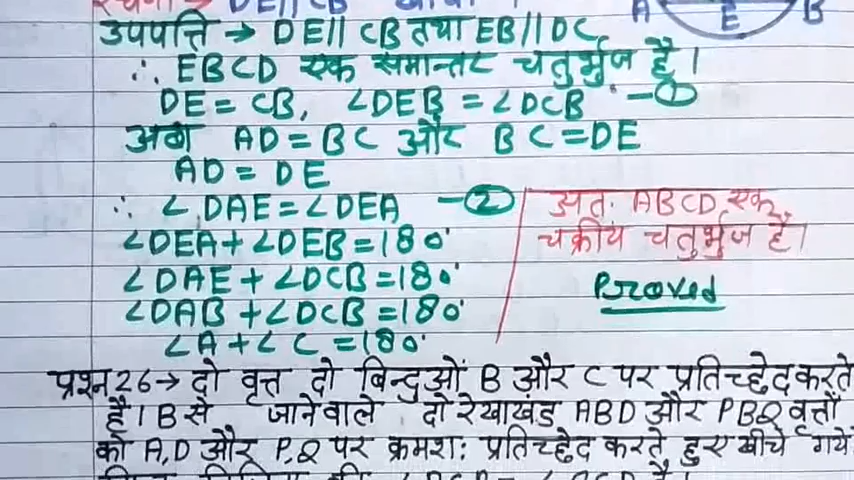 DE||CB
A E B
उपपत्ति → DE|| CB तथा EB||DC
∴ EBCD एक समान्तर चतुर्भुज है।
DE = CB, ∠DEB = ∠DCB —①
अब AD = BC और BC = DE
AD = DE
∴ ∠DAE = ∠DEA —②
∠DEA + ∠DEB = 180°
∠DAE + ∠DCB = 180°
∠DAB + ∠DCB = 180°
∠A + ∠C = 180°
अतः ABCD एक
चक्रीय चतुर्भुज है।
Proved
प्रश्न 26→ दो वृत्त दो बिन्दुओं B और C पर प्रतिच्छेद करते
है। B से जाने वाले दो रेखाखंड ABD और PBQ वृत्तों
को A,D और P,Q पर क्रमशः प्रतिच्छेद करते हुए खींचे गये